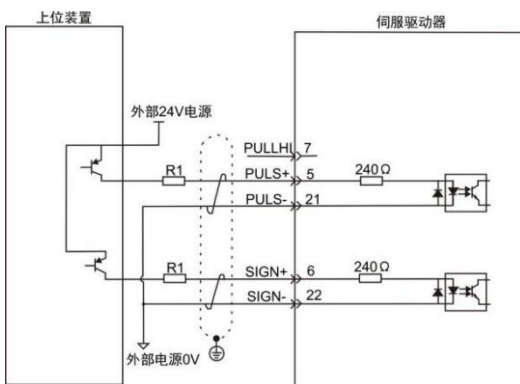 上位装置
伺服驱动器
外部24V电源
PULLHI 7
R1 PULS+ 5 240Ω
PULS- 21
R1 SIGN+ 6 240Ω
SIGN- 22
外部电源0V